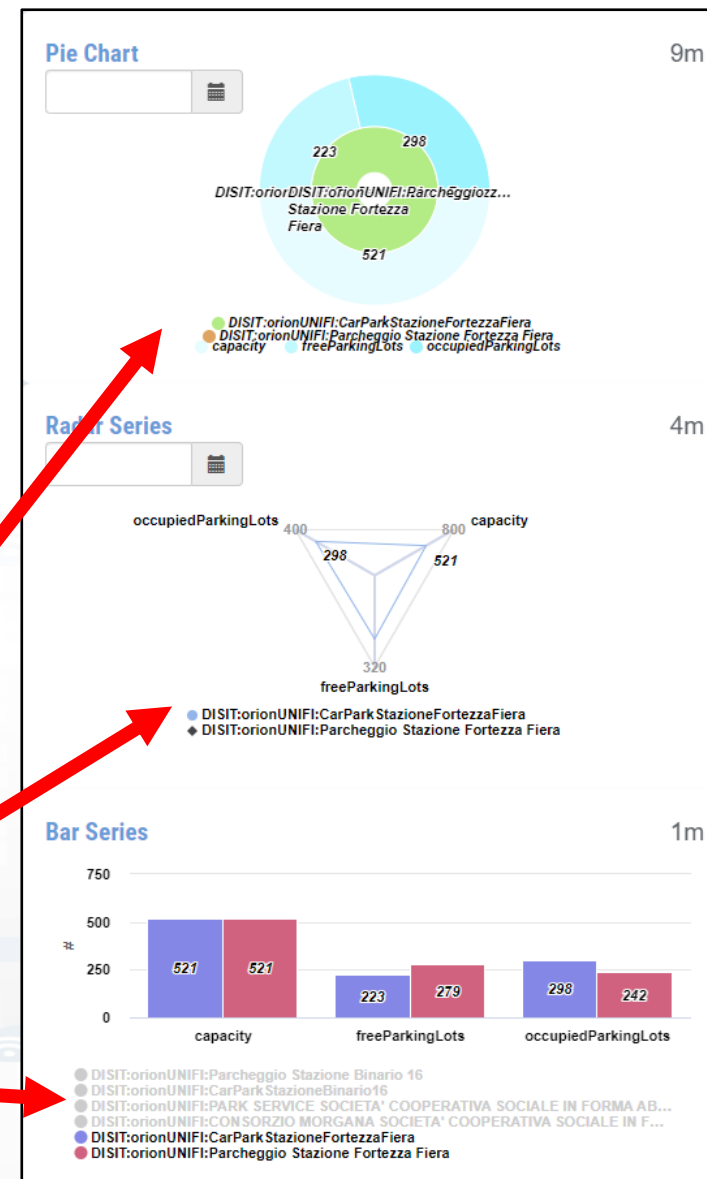 Pie Chart 9m
223 298
DISIT:orionDISIT:orionUNIFI:Parcheggiozz...
Stazione Fortezza
Fiera
521
DISIT:orionUNIFI:CarParkStazioneFortezzaFiera
DISIT:orionUNIFI:Parcheggio Stazione Fortezza Fiera
capacity freeParkingLots occupiedParkingLots
Radar Series 4m
occupiedParkingLots 400 800 capacity
298 521
320
freeParkingLots
DISIT:orionUNIFI:CarParkStazioneFortezzaFiera
DISIT:orionUNIFI:Parcheggio Stazione Fortezza Fiera
Bar Series 1m
750
500
#
250
0
521 521 223 279 298 242
capacity freeParkingLots occupiedParkingLots
DISIT:orionUNIFI:Parcheggio Stazione Binario 16
DISIT:orionUNIFI:CarParkStazioneBinario16
DISIT:orionUNIFI:PARK SERVICE SOCIETA' COOPERATIVA SOCIALE IN FORMA AB...
DISIT:orionUNIFI:CONSORZIO MORGANA SOCIETA' COOPERATIVA SOCIALE IN F...
DISIT:orionUNIFI:CarParkStazioneFortezzaFiera
DISIT:orionUNIFI:Parcheggio Stazione Fortezza Fiera